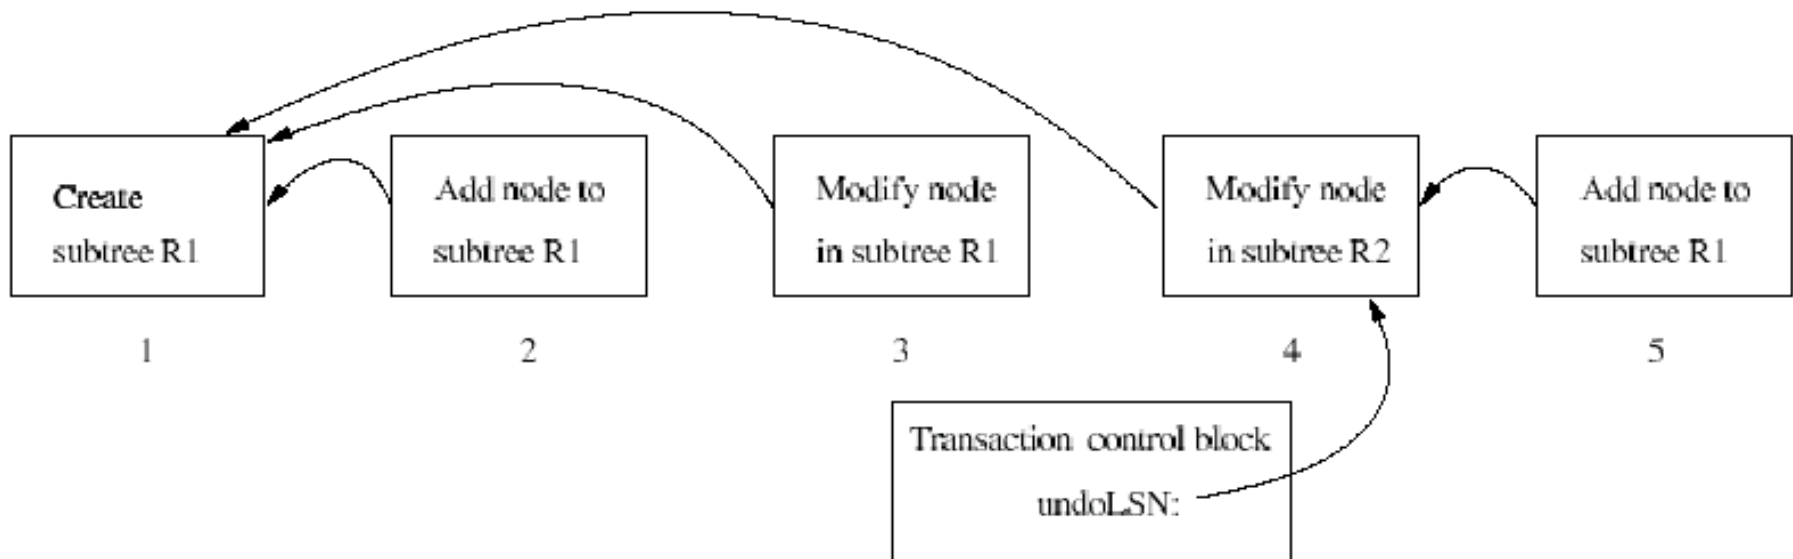 Create
subtree R1
Add node to
subtree R1
Modify node
in subtree R1
Modify node
in subtree R2
Add node to
subtree R1
1
2
3
4
5
Transaction control block
undoLSN: